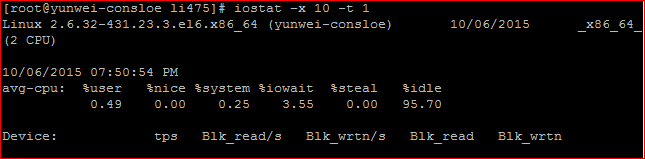 [root@yunwei-consloe li475]# iostat -x 10 -t 1
Linux 2.6.32-431.23.3.el6.x86_64 (yunwei-consloe)      10/06/2015      _x86_64_
(2 CPU)
10/06/2015 07:50:54 PM
avg-cpu:  %user   %nice %system %iowait  %steal   %idle
           0.49    0.00    0.25    3.55    0.00   95.70
Device:            tps   Blk_read/s   Blk_wrtn/s   Blk_read   Blk_wrtn